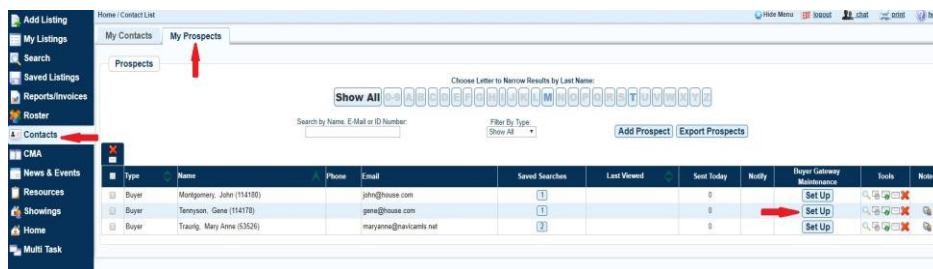 Home / Contact List
Hide Menu logout chat print
Add Listing
My Listings
Search
Saved Listings
Reports/Invoices
Roster
Contacts
CMA
News & Events
Resources
Showings
Home
Multi Task
My Contacts My Prospects
Prospects
Choose Letter to Narrow Results by Last Name:
Show All 0-9 A B C D E F G H I J K L M N O P Q R S T U V W X Y Z
Search by Name, E-Mail or ID Number: Filter By Type:
Show All Add Prospect Export Prospects
Type Name Phone Email Saved Searches Last Viewed Sent Today Notify Buyer Gateway Maintenance Tools Note
Buyer Montgomery, John (114180) john@house.com 1 0 Set Up
Buyer Tennyson, Gene (114178) gene@house.com 1 0 Set Up
Buyer Traurig, Mary Anne (53526) maryanne@navicamls.net 2 0 Set Up